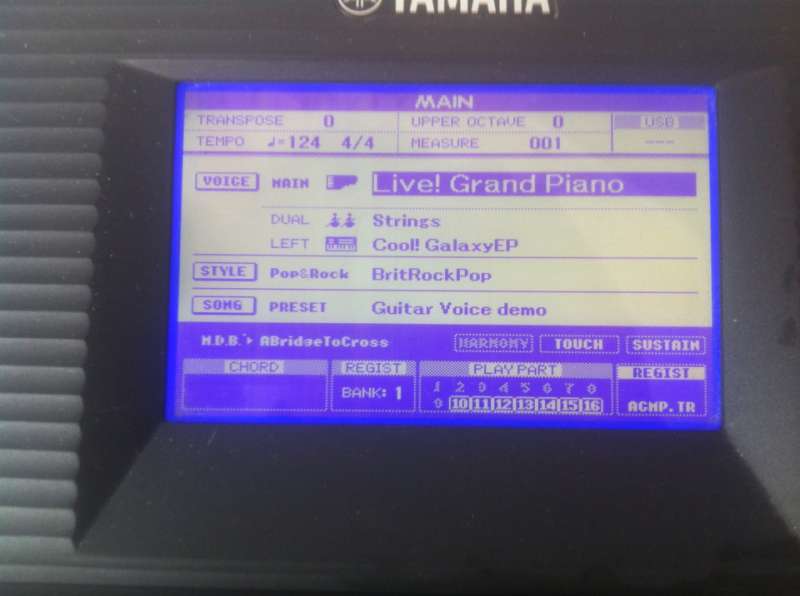 YAMAHA
MAIN
TRANSPOSE 0 UPPER OCTAVE 0 USB
TEMPO ♩=124 4/4 MEASURE 001 ---
VOICE MAIN Live! Grand Piano
DUAL Strings
LEFT Cool! GalaxyEP
STYLE Pop&Rock BritRockPop
SONG PRESET Guitar Voice demo
M.D.B. ABridgeToCross HARMONY TOUCH SUSTAIN
CHORD REGIST PLAY PART REGIST
BANK: 1 1 2 3 4 5 6 7 8
9 10 11 12 13 14 15 16 ACMP.TR